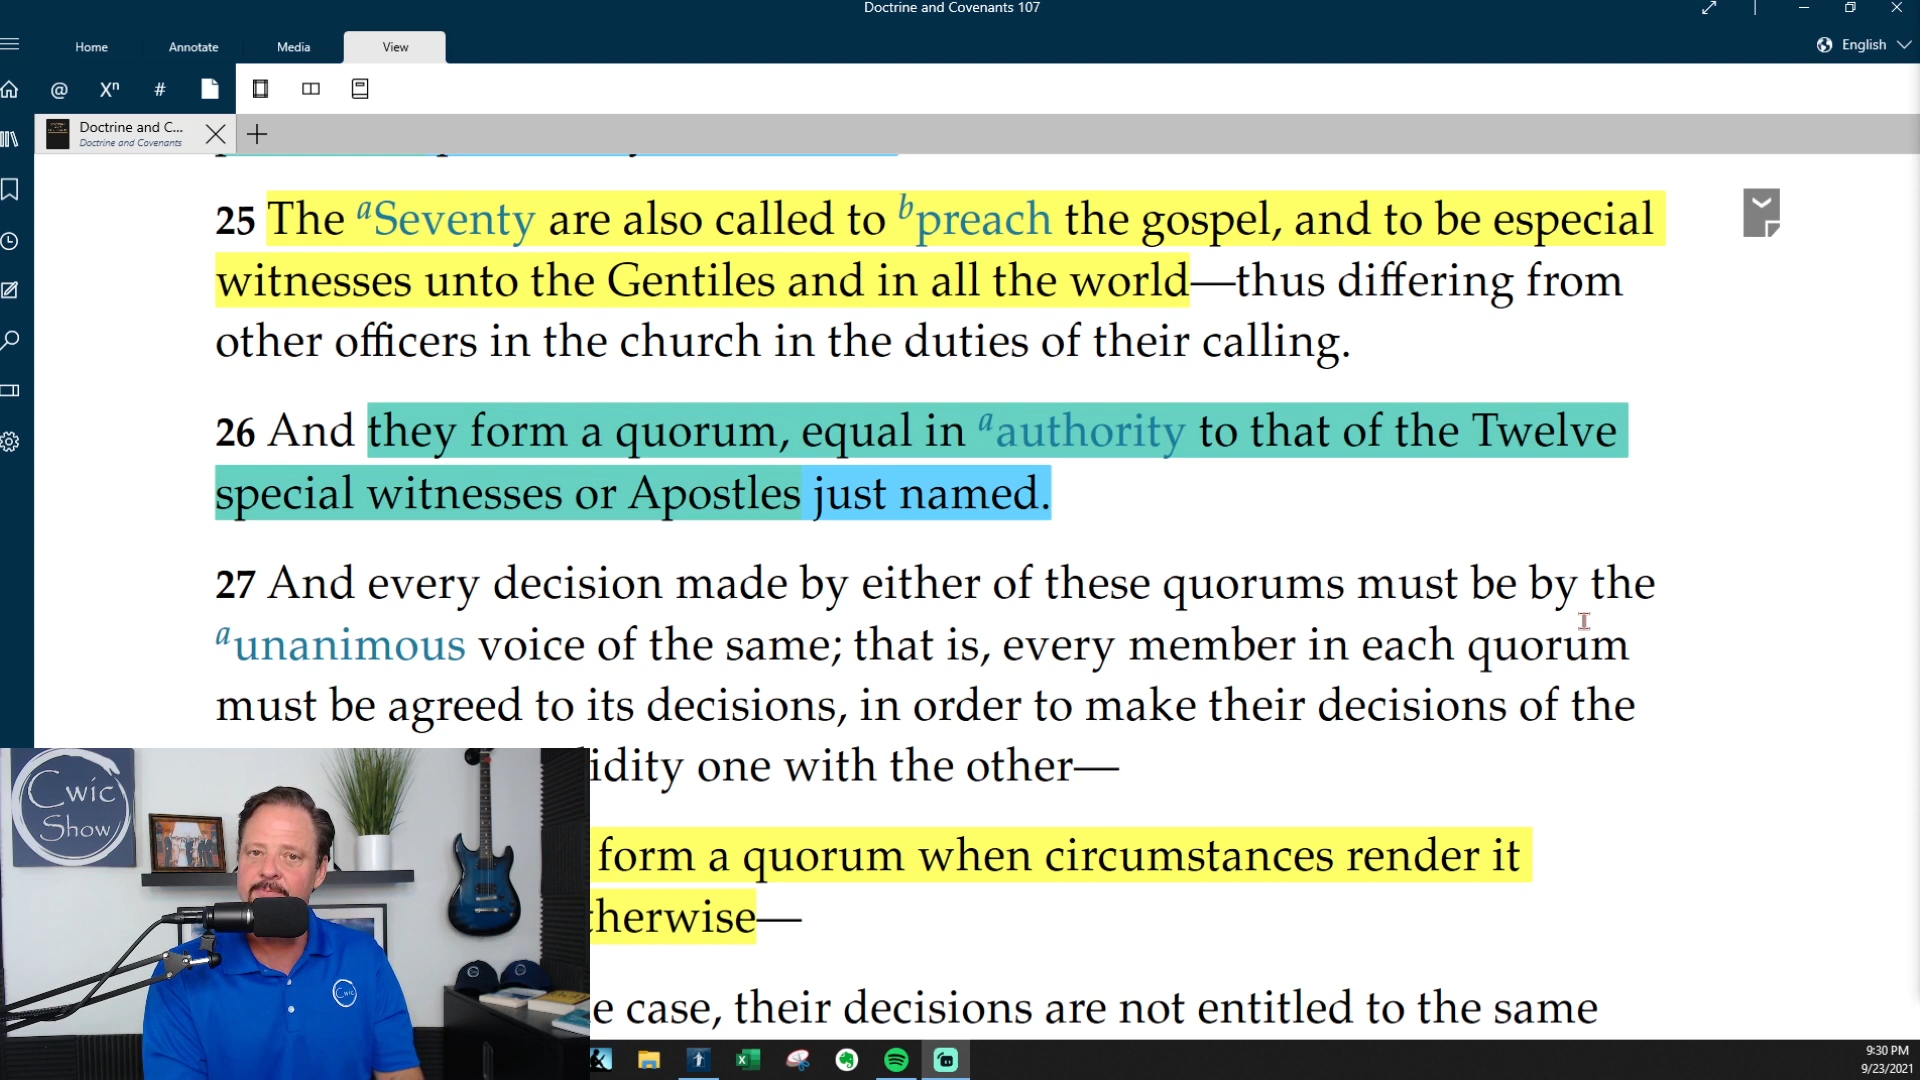 Doctrine and Covenants 107
Home Annotate Media View
English
@ Xⁿ #
Doctrine and C...
Doctrine and Covenants
25 The aSeventy are also called to bpreach the gospel, and to be especial
witnesses unto the Gentiles and in all the world—thus differing from
other officers in the church in the duties of their calling.
26 And they form a quorum, equal in aauthority to that of the Twelve
special witnesses or Apostles just named.
27 And every decision made by either of these quorums must be by the
aunanimous voice of the same; that is, every member in each quorum
must be agreed to its decisions, in order to make their decisions of the
idity one with the other—
form a quorum when circumstances render it
therwise—
e case, their decisions are not entitled to the same
Cwic
Show
Cwic
9:30 PM
9/23/2021